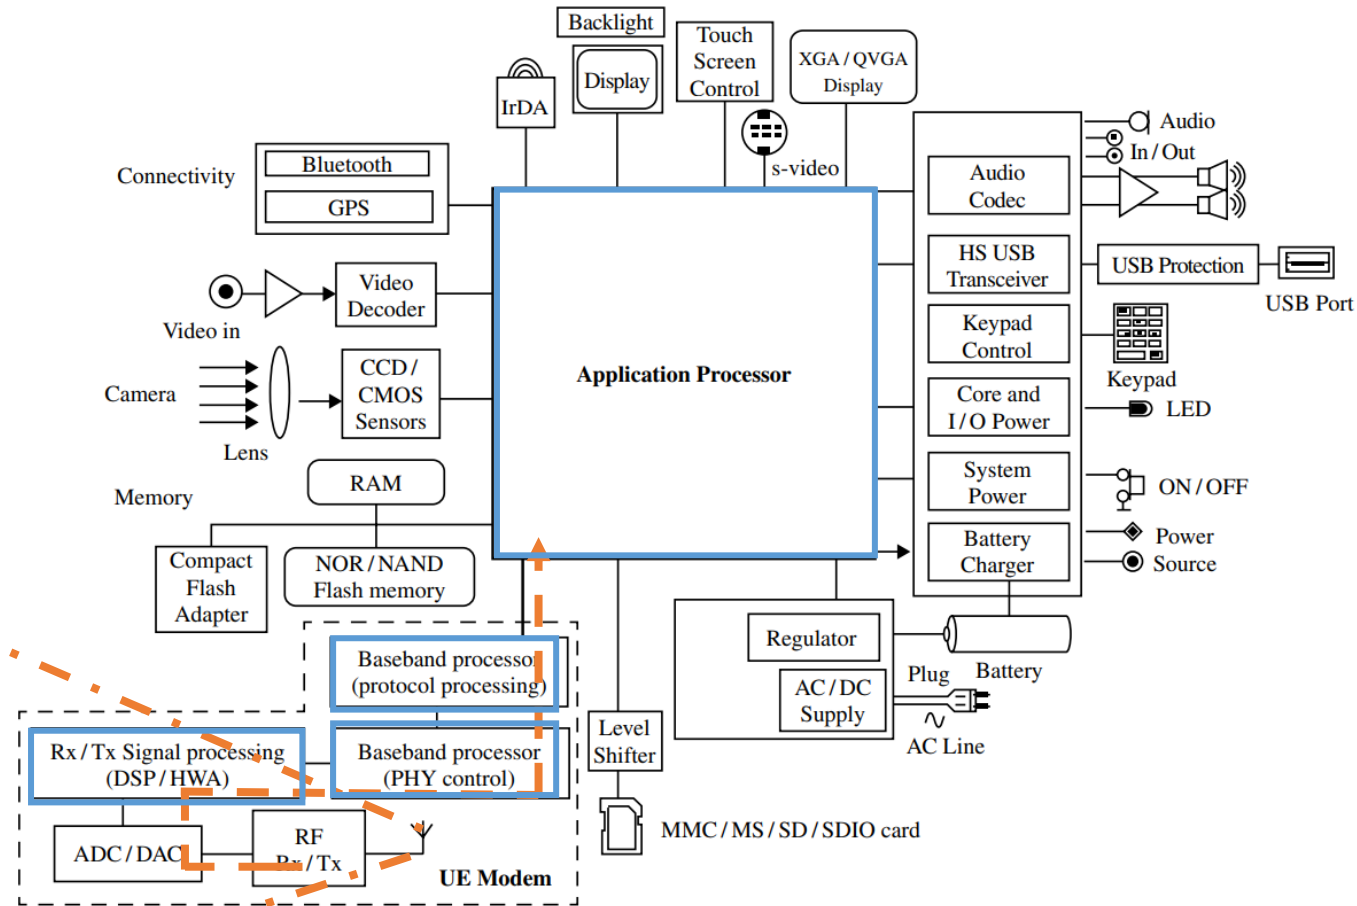 Backlight
Display
Touch
Screen
Control
XGA / QVGA
Display
IrDA
s-video
Connectivity
Bluetooth
GPS
Video in
Video
Decoder
Camera
Lens
CCD /
CMOS
Sensors
Memory
RAM
Compact
Flash
Adapter
NOR / NAND
Flash memory
Application Processor
Audio
In / Out
Audio
Codec
HS USB
Transceiver
USB Protection
USB Port
Keypad
Control
Keypad
Core and
I / O Power
LED
System
Power
ON / OFF
Battery
Charger
Power
Source
Regulator
Battery
AC / DC
Supply
Plug
AC Line
Level
Shifter
MMC / MS / SD / SDIO card
Baseband processor
(protocol processing)
Rx / Tx Signal processing
(DSP / HWA)
Baseband processor
(PHY control)
ADC / DAC
RF
Rx / Tx
UE Modem